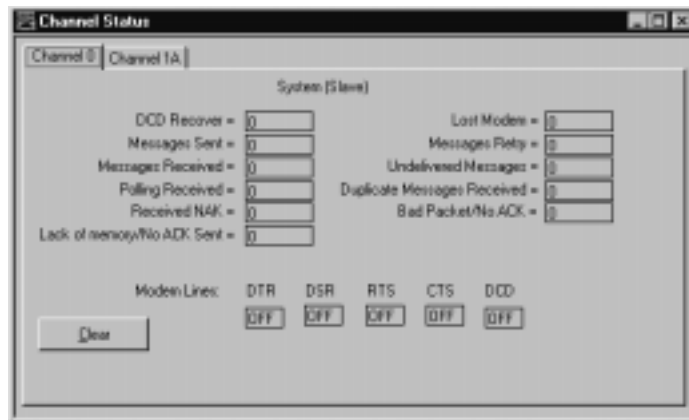 Channel Status
Channel 0 Channel 1A
System (Slave)
DCD Recover = 0 Lost Modem = 0
Messages Sent = 0 Messages Retry = 0
Messages Received = 0 Undelivered Messages = 0
Polling Received = 0 Duplicate Messages Received = 0
Received NAK = 0 Bad Packet/No ACK = 0
Lack of memory/No ACK Sent = 0
Modem Lines: DTR DSR RTS CTS DCD
OFF OFF OFF OFF OFF
Clear